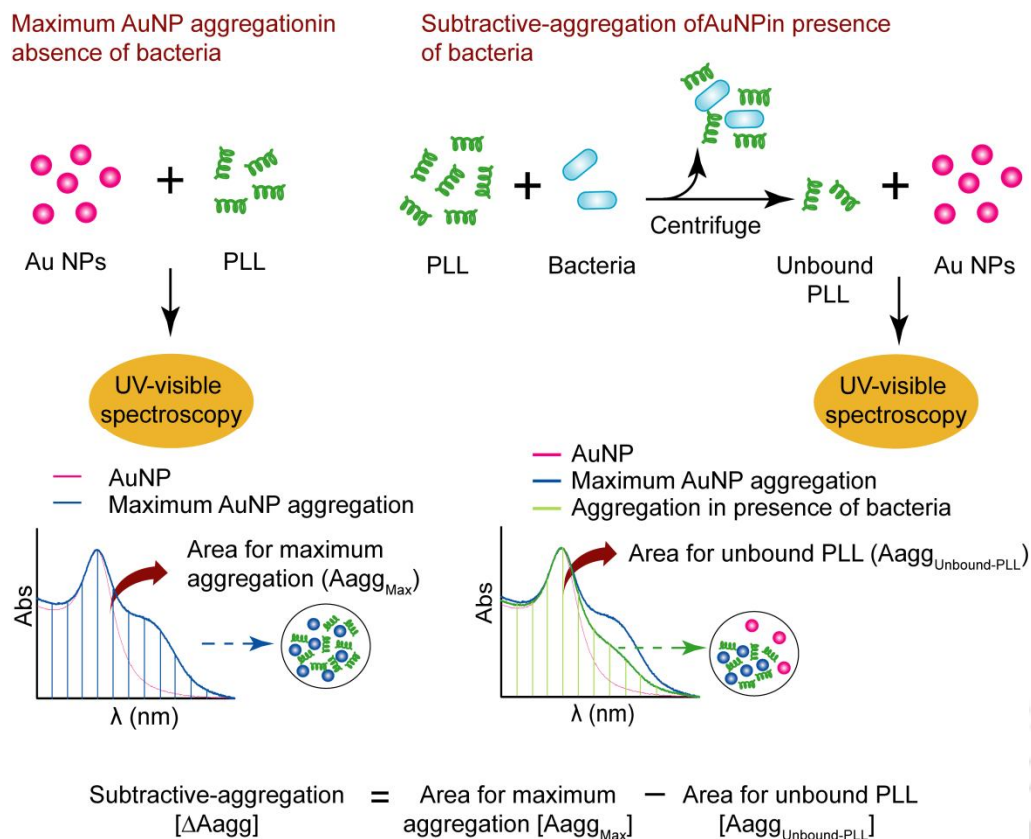 Maximum AuNP aggregationin
absence of bacteria
Subtractive-aggregation ofAuNPin presence
of bacteria
+
+
+
Centrifuge
Au NPs
PLL
PLL
Bacteria
Unbound
PLL
Au NPs
UV-visible
spectroscopy
UV-visible
spectroscopy
AuNP
Maximum AuNP aggregation
Area for maximum
aggregation (Aagg_Max)
Abs
λ (nm)
AuNP
Maximum AuNP aggregation
Aggregation in presence of bacteria
Area for unbound PLL (Aagg_Unbound-PLL)
Abs
λ (nm)
Subtractive-aggregation = Area for maximum − Area for unbound PLL
[ΔAagg] aggregation [Aagg_Max] [Aagg_Unbound-PLL]